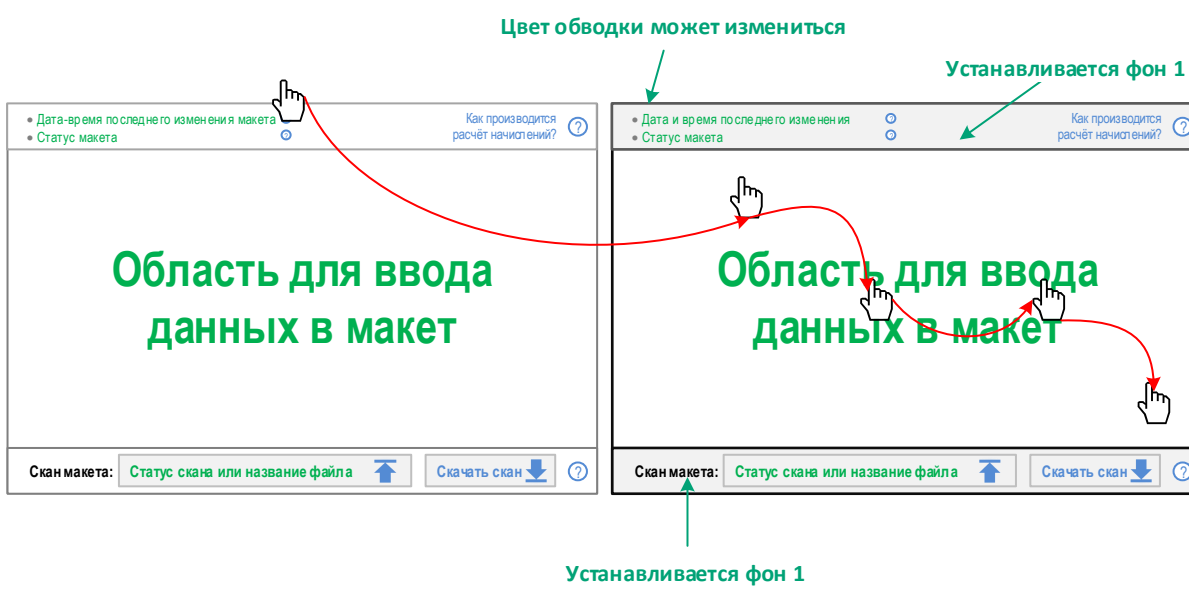 Цвет обводки может измениться
Устанавливается фон 1
• Дата-время последнего изменения макета
• Статус макета
Как производится
расчёт начислений?
?
Область для ввода
данных в макет
Скан макета:
Статус скана или название файла
Скачать скан
?
• Дата и время последнего изменения
?
• Статус макета
?
Как производится
расчёт начислений?
?
Область для ввода
данных в макет
Скан макета:
Статус скана или название файла
Скачать скан
?
Устанавливается фон 1